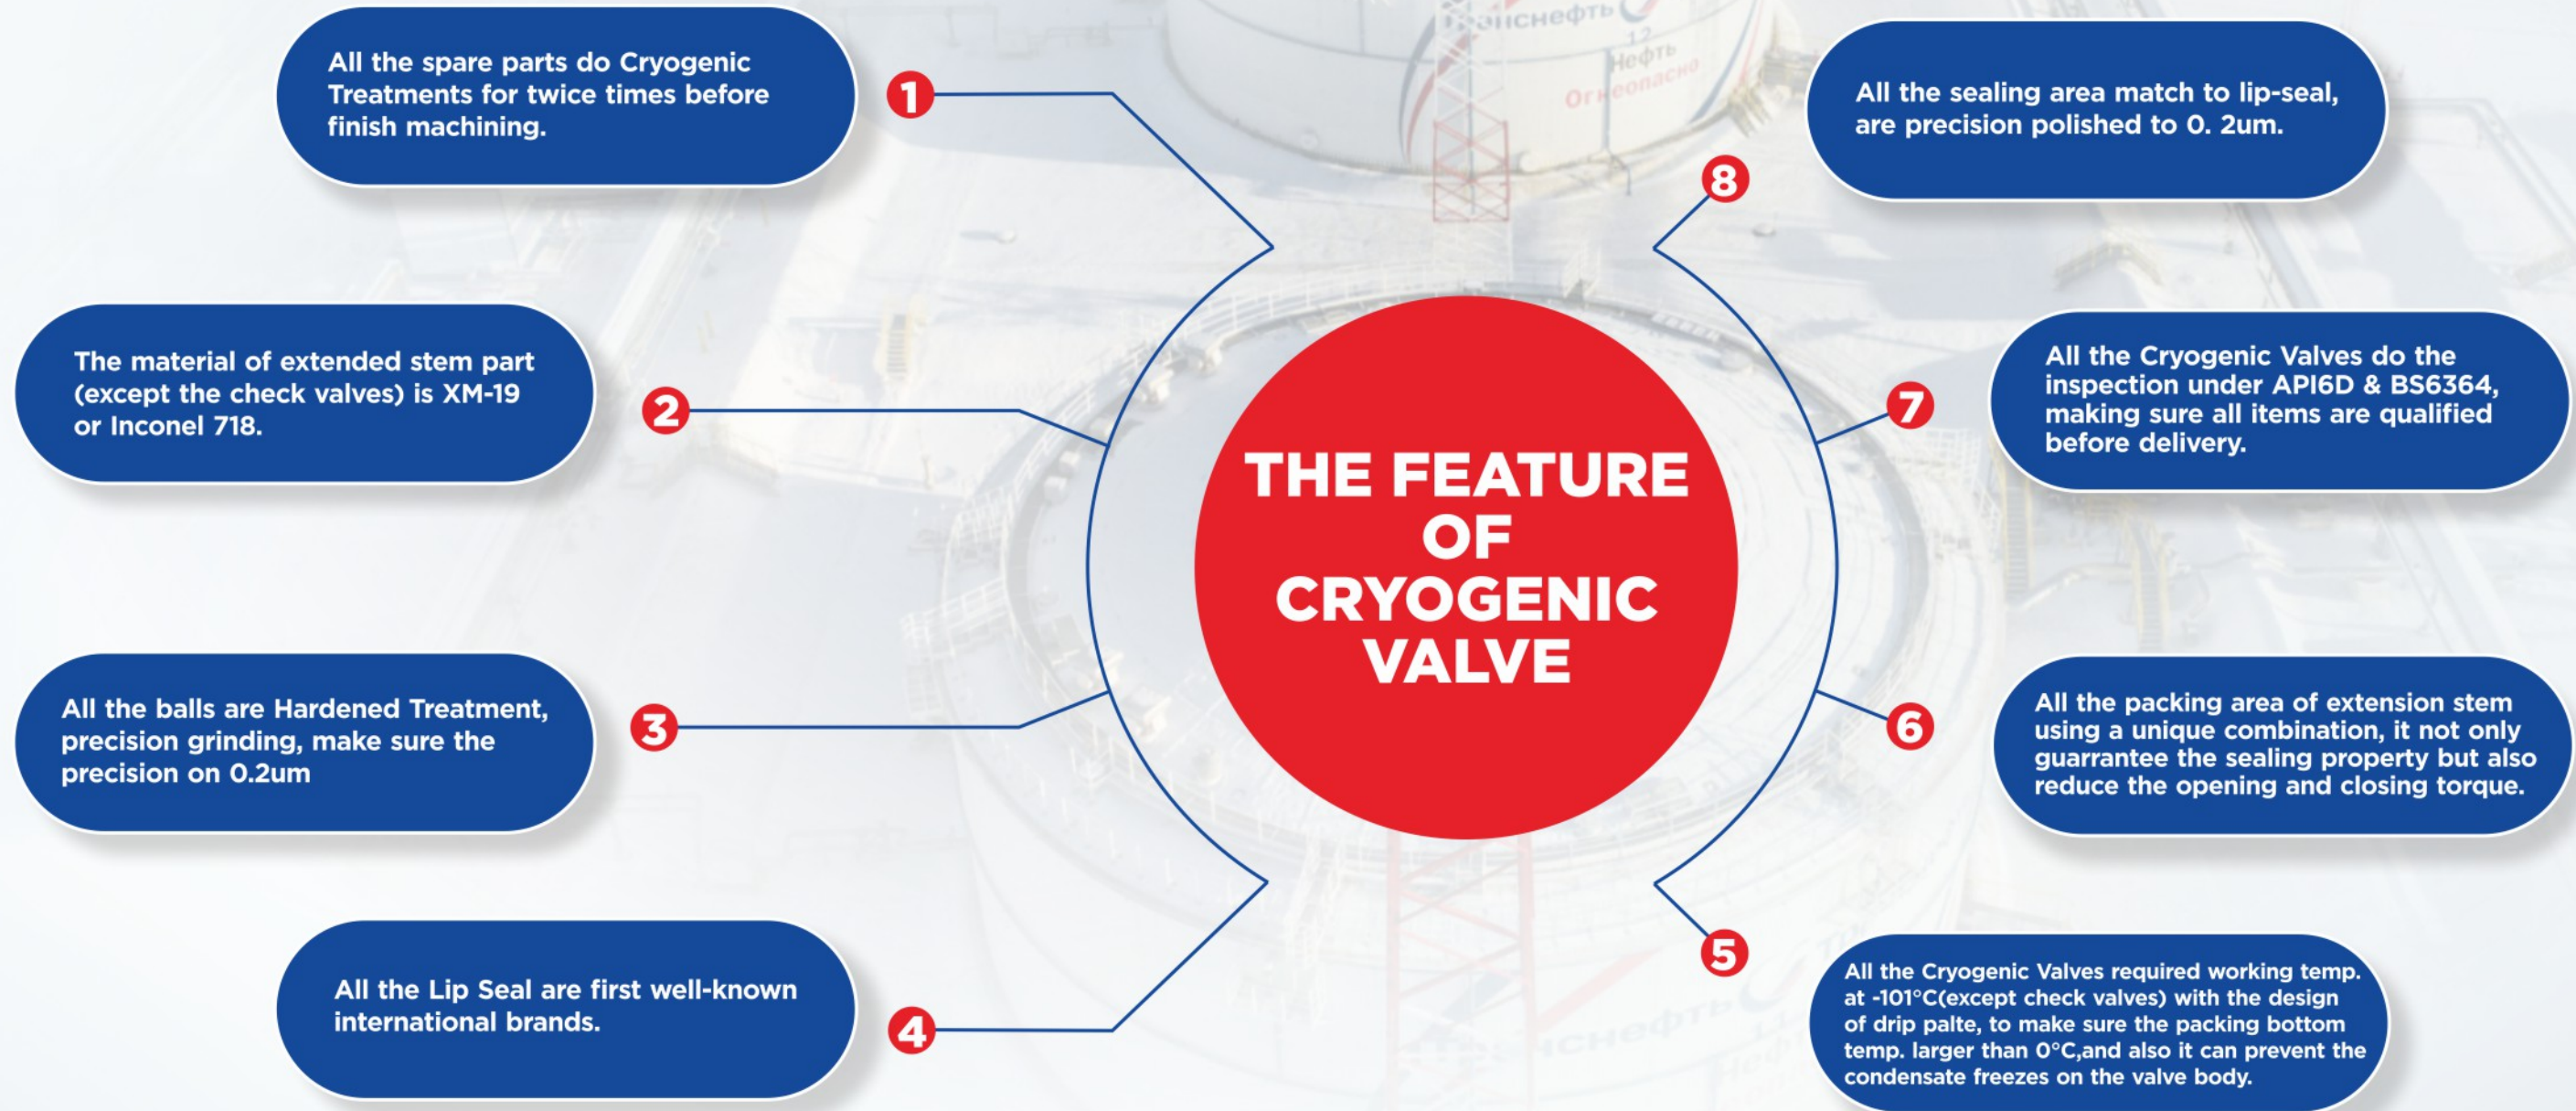 All the spare parts do Cryogenic
Treatments for twice times before
finish machining.
1
The material of extended stem part
(except the check valves) is XM-19
or Inconel 718.
2
All the balls are Hardened Treatment,
precision grinding, make sure the
precision on 0.2um
3
All the Lip Seal are first well-known
international brands.
4
THE FEATURE
OF
CRYOGENIC
VALVE
8
All the sealing area match to lip-seal,
are precision polished to 0. 2um.
7
All the Cryogenic Valves do the
inspection under API6D & BS6364,
making sure all items are qualified
before delivery.
6
All the packing area of extension stem
using a unique combination, it not only
guarrantee the sealing property but also
reduce the opening and closing torque.
5
All the Cryogenic Valves required working temp.
at -101°C(except check valves) with the design
of drip palte, to make sure the packing bottom
temp. larger than 0°C,and also it can prevent the
condensate freezes on the valve body.
12
Нефть
Огнеопасно